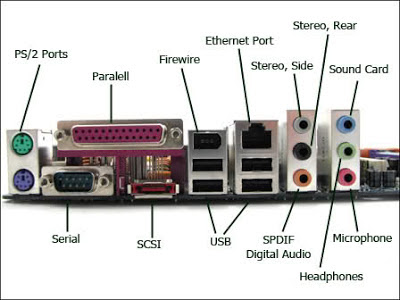 Stereo, Rear
Ethernet Port
PS/2 Ports
Firewire
Stereo, Side
Sound Card
Paralell
Serial
SCSI
USB
SPDIF
Digital Audio
Microphone
Headphones